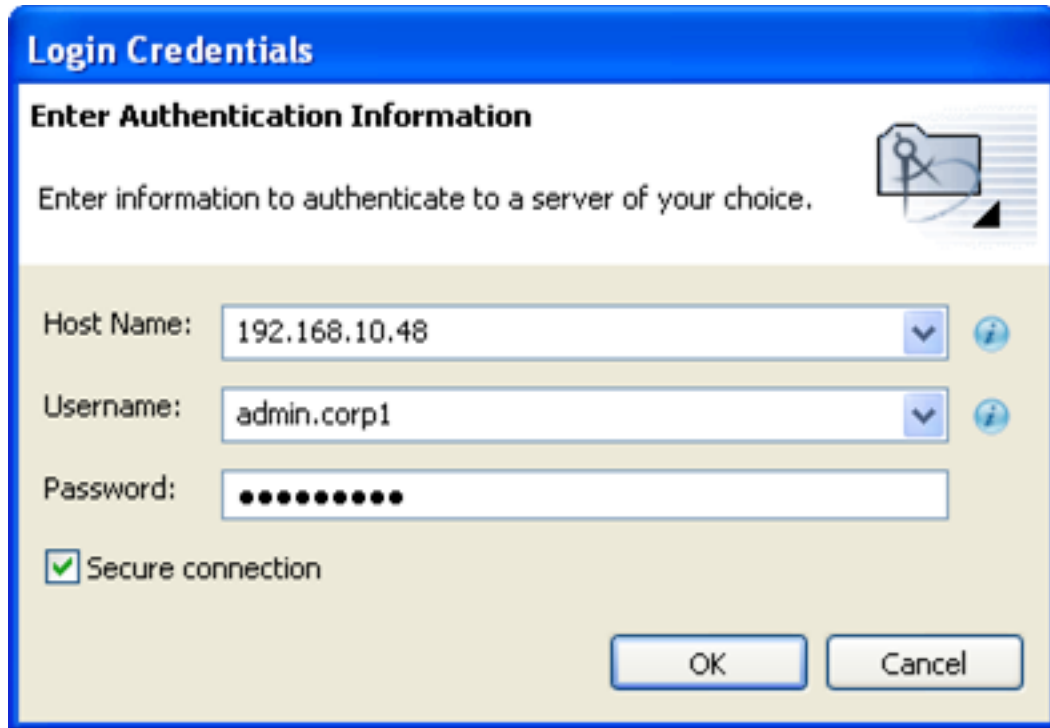 Login Credentials
Enter Authentication Information
Enter information to authenticate to a server of your choice.
Host Name: 192.168.10.48
Username: admin.corp1
Password: •••••••••
Secure connection
OK Cancel